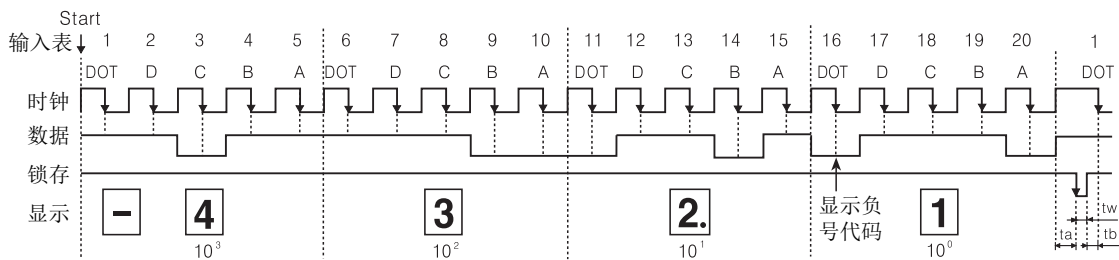 Start
输入表 1 2 3 4 5 6 7 8 9 10 11 12 13 14 15 16 17 18 19 20 1
DOT D C B A DOT D C B A DOT D C B A DOT D C B A DOT
时钟
数据
锁存
显示 - 4 3 2. 显示负 1 tw
号代码 ta tb
10³ 10² 10¹ 10⁰